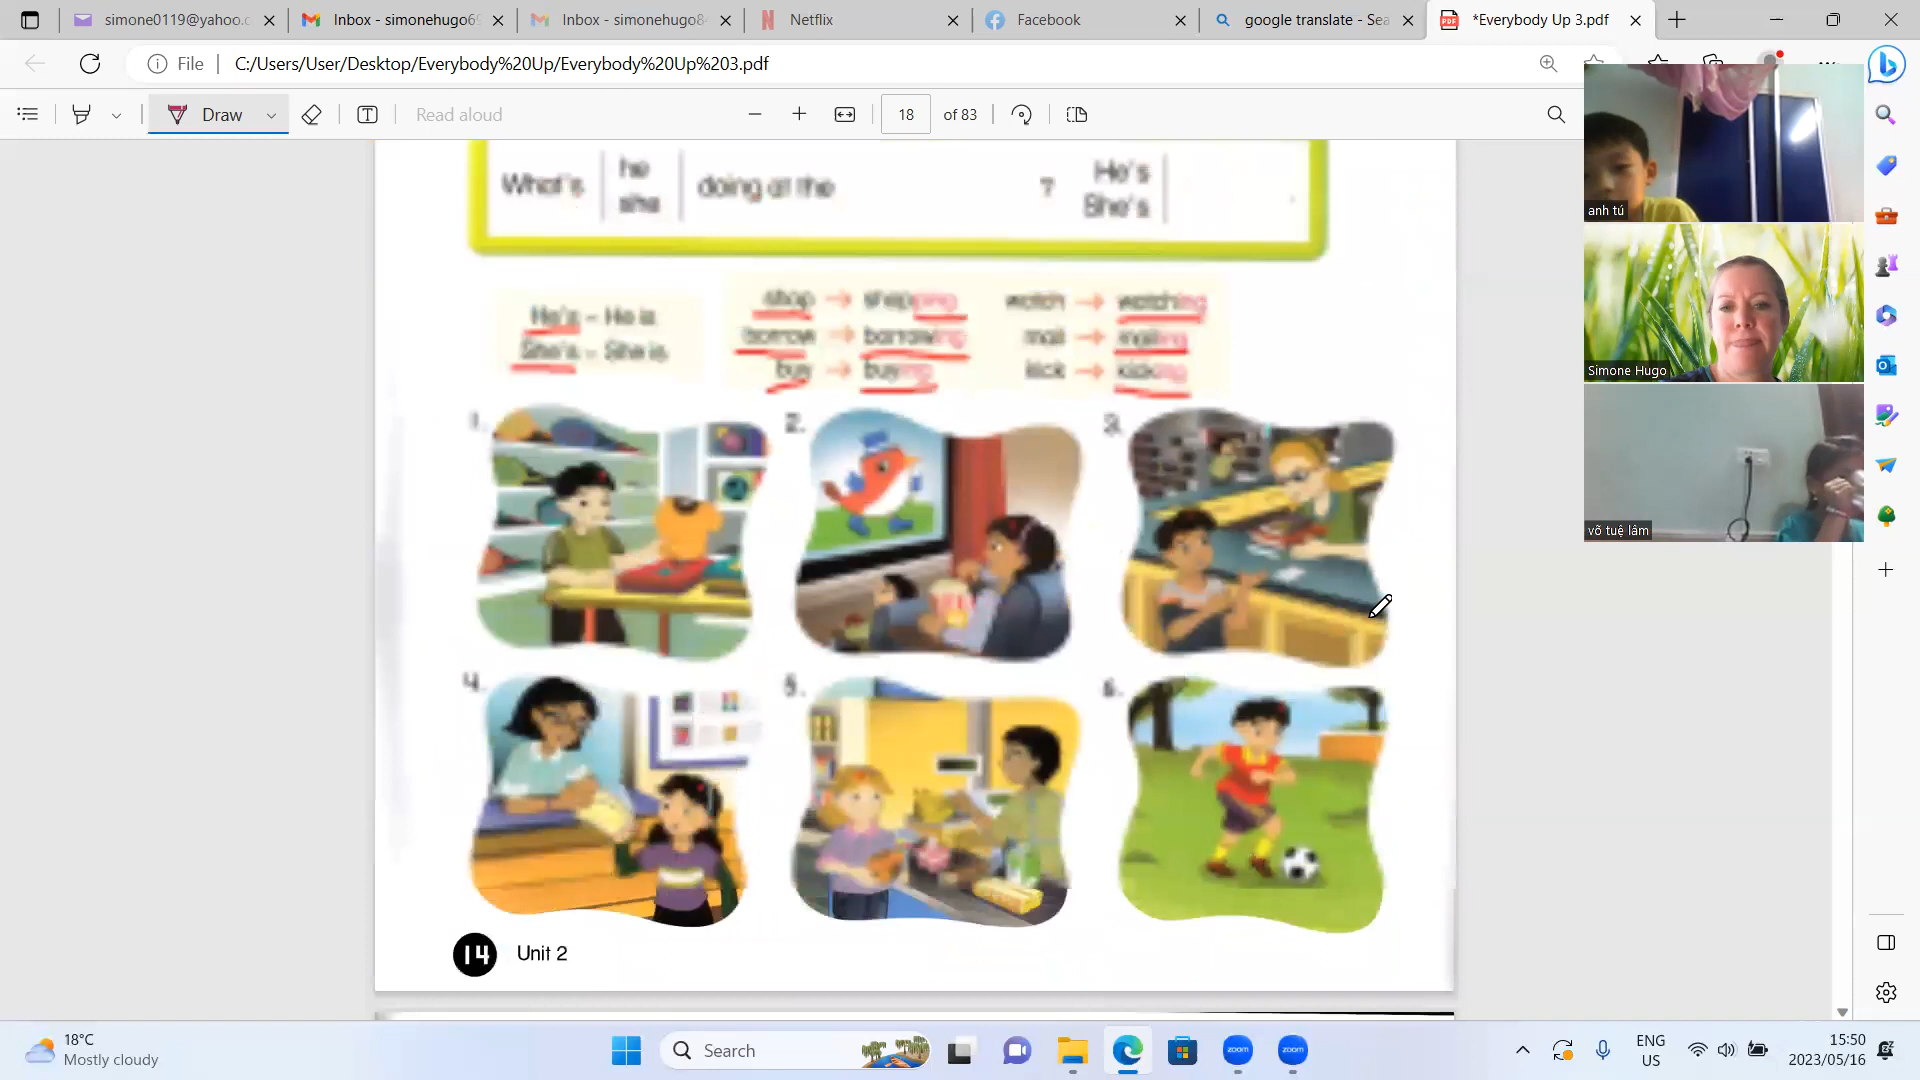 simone0119@yahoo.c
Inbox - simonehugo69
Inbox - simonehugo84
Netflix
Facebook
google translate - Sea
*Everybody Up 3.pdf
File
C:/Users/User/Desktop/Everybody%20Up/Everybody%20Up%203.pdf
Draw
Read aloud
18
of 83
What's
he
she
doing at the
?
He's
She's
He's - He is
She's - She is
shop → shopping
borrow → borrowing
buy → buying
watch → watching
mail → mailing
kick → kicking
1.
2.
3.
4.
5.
6.
14
Unit 2
anh tú
Simone Hugo
võ tuệ lâm
18°C
Mostly cloudy
Search
zoom
zoom
ENG
US
15:50
2023/05/16